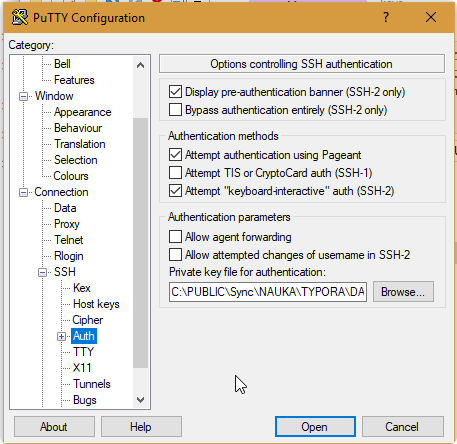 PuTTY Configuration
?
Category:
Bell
Features
Window
Appearance
Behaviour
Translation
Selection
Colours
Connection
Data
Proxy
Telnet
Rlogin
SSH
Kex
Host keys
Cipher
Auth
TTY
X11
Tunnels
Bugs
Options controlling SSH authentication
Display pre-authentication banner (SSH-2 only)
Bypass authentication entirely (SSH-2 only)
Authentication methods
Attempt authentication using Pageant
Attempt TIS or CryptoCard auth (SSH-1)
Attempt "keyboard-interactive" auth (SSH-2)
Authentication parameters
Allow agent forwarding
Allow attempted changes of username in SSH-2
Private key file for authentication:
C:\PUBLIC\Sync\NAUKA\TYPORA\DA
Browse...
About
Help
Open
Cancel